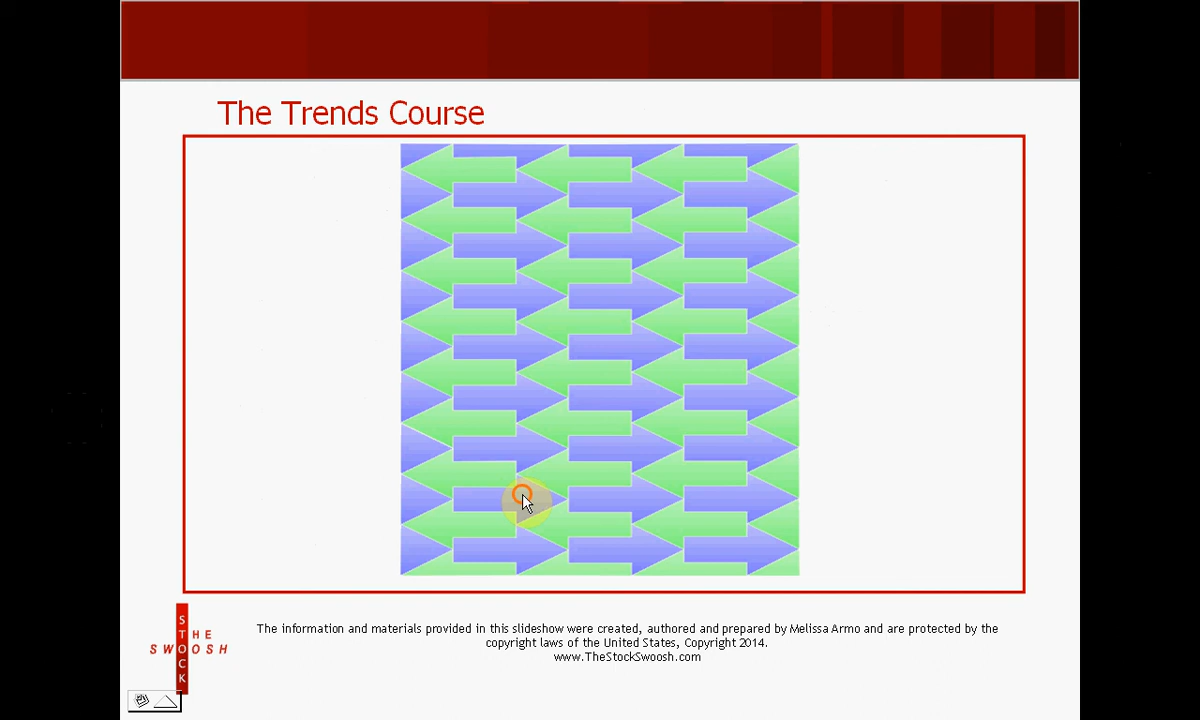 The Trends Course
The information and materials provided in this slideshow were created, authored and prepared by Melissa Armo and are protected by the
copyright laws of the United States, Copyright 2014.
www.TheStockSwoosh.com
THE
STOCK
SWOOSH